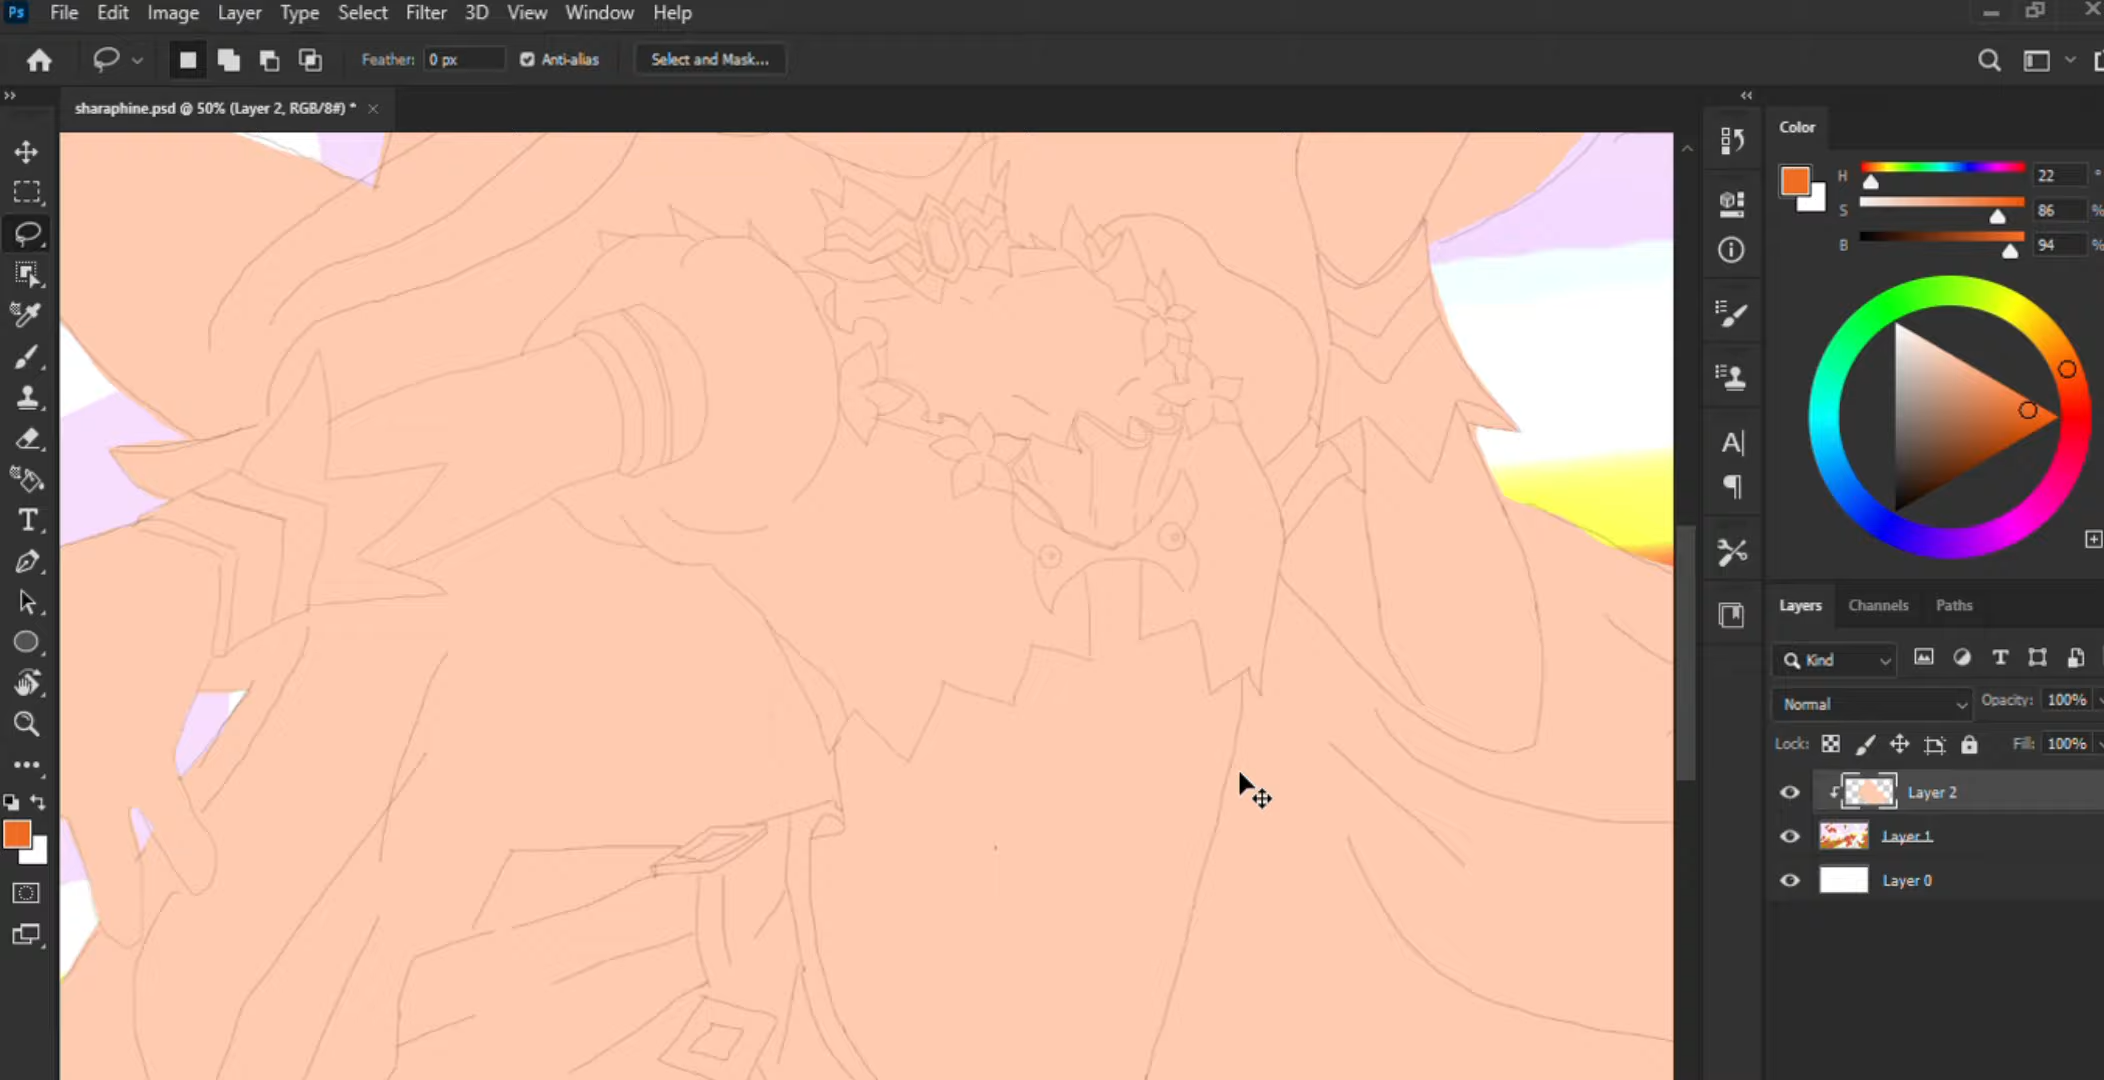 Ps File Edit Image Layer Type Select Filter 3D View Window Help
Feather: 0 px Anti-alias Select and Mask...
sharaphine.psd @ 50% (Layer 2, RGB/8#) * ×
Color
H 22 °
S 86 %
B 94 %
Layers Channels Paths
Kind
Normal Opacity: 100%
Lock: Fill: 100%
Layer 2
Layer 1
Layer 0